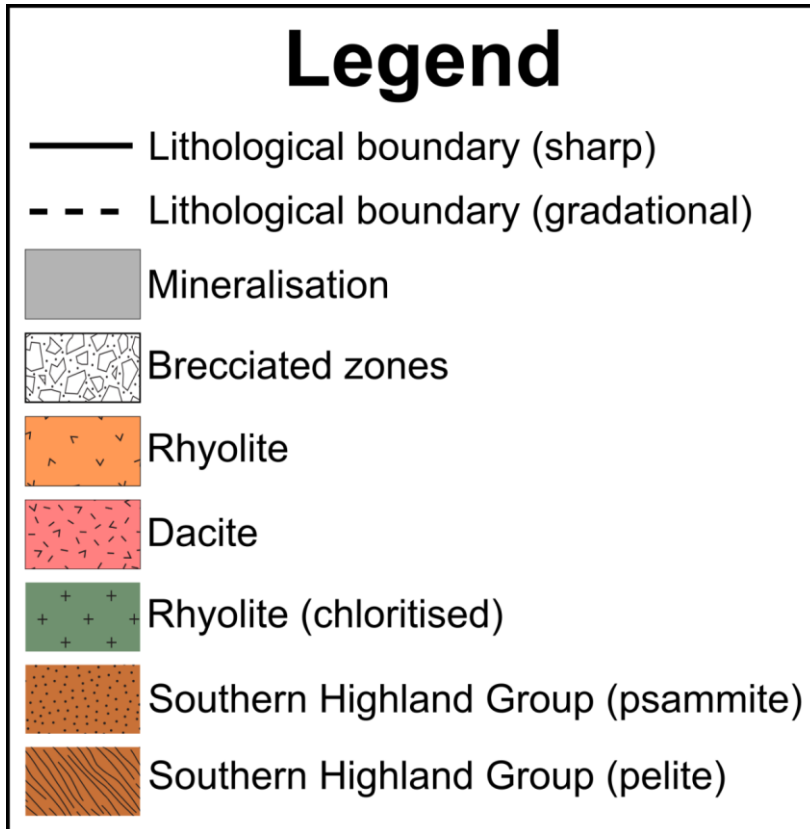 Legend
Lithological boundary (sharp)
Lithological boundary (gradational)
Mineralisation
Brecciated zones
Rhyolite
Dacite
Rhyolite (chloritised)
Southern Highland Group (psammite)
Southern Highland Group (pelite)